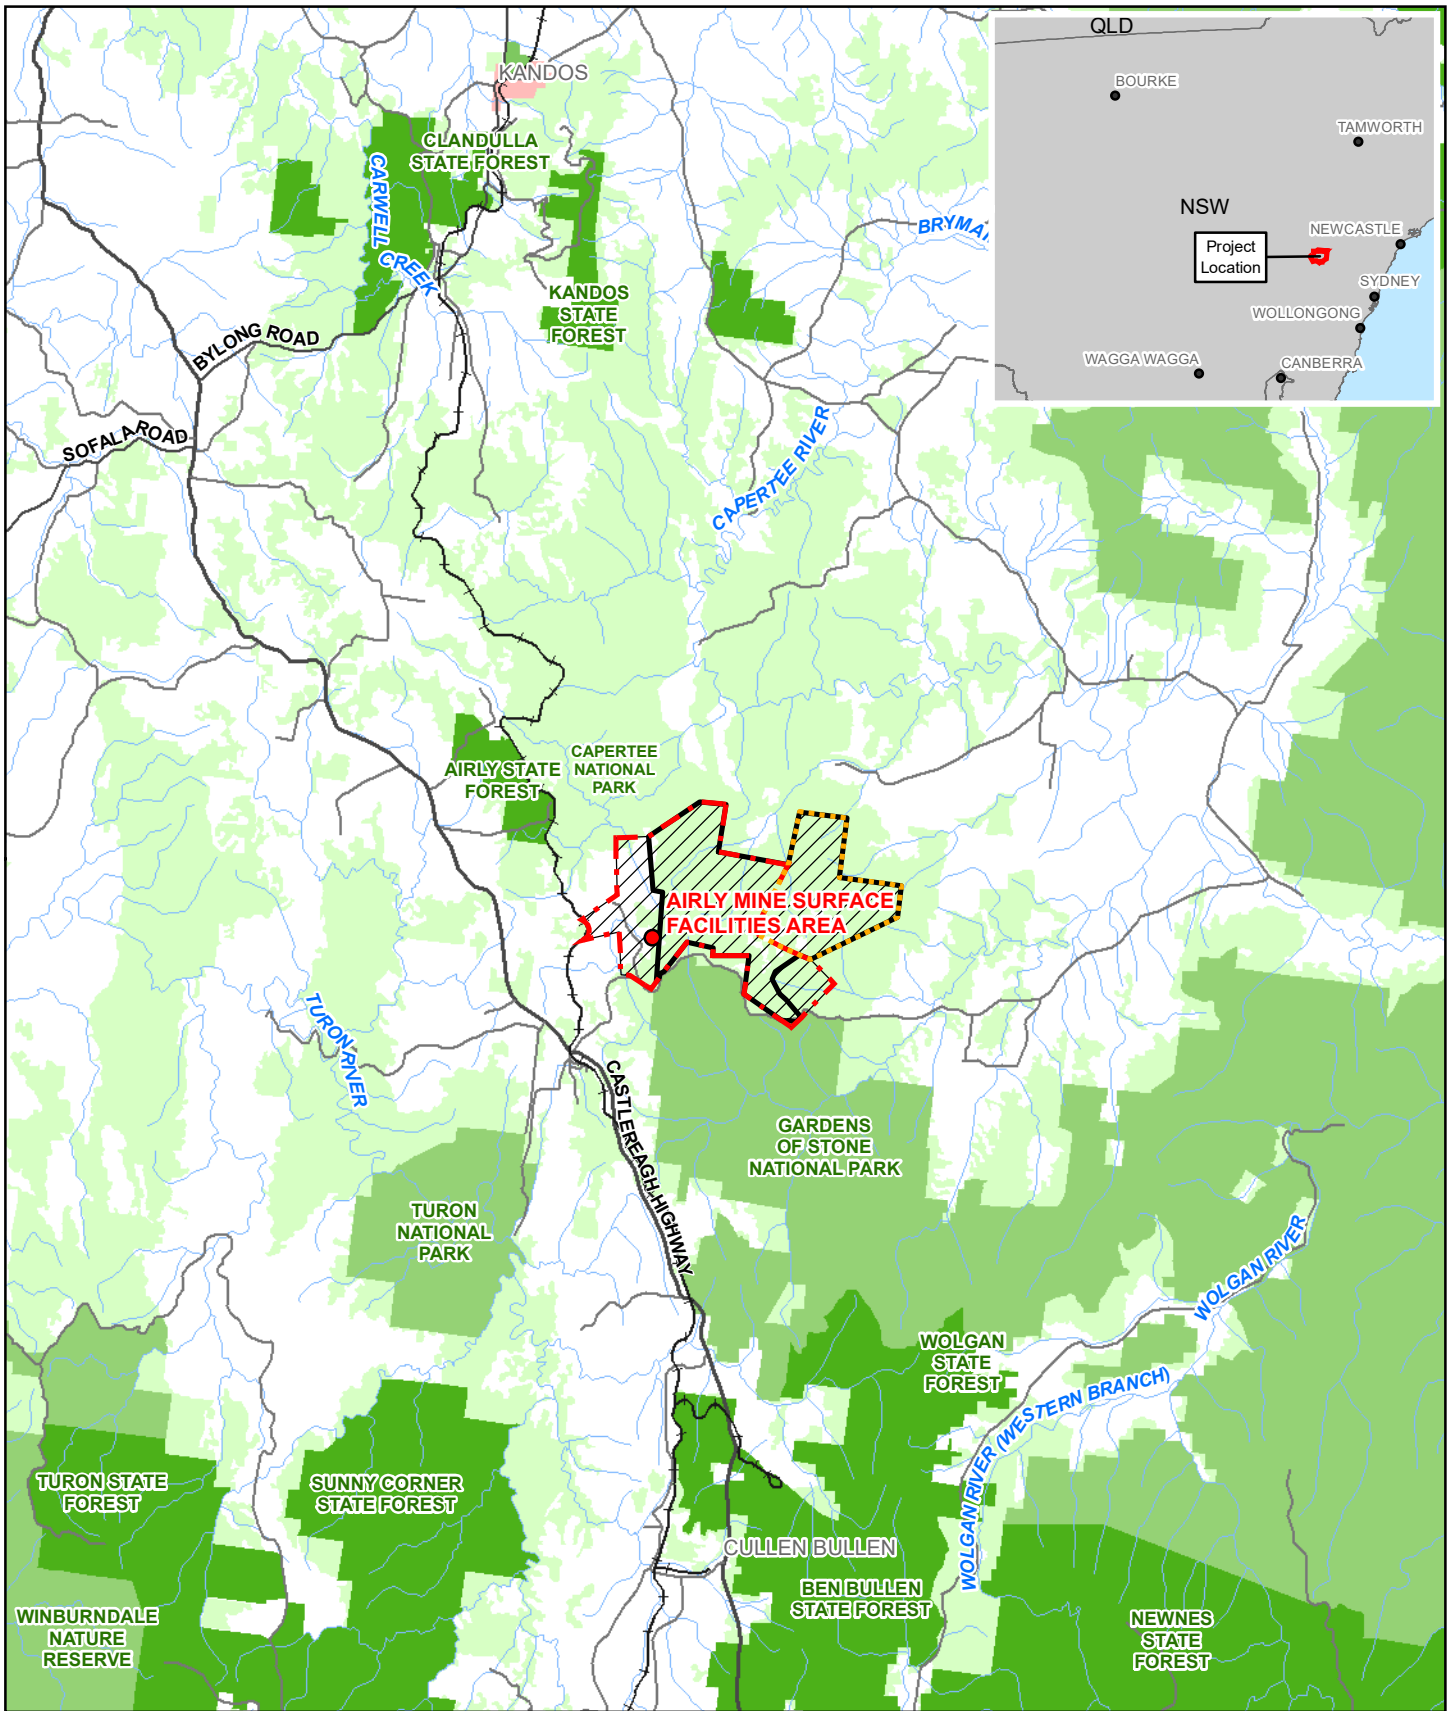 KANDOS
CLANDULLA
STATE FOREST
CARWELL
CREEK
KANDOS
STATE
FOREST
BYLONG ROAD
SOFALA ROAD
CAPERTEE RIVER
QLD
BOURKE
TAMWORTH
NSW
NEWCASTLE
Project
Location
SYDNEY
WOLLONGONG
WAGGA WAGGA
CANBERRA
AIRLY STATE
FOREST
CAPERTEE
NATIONAL
PARK
AIRLY MINE SURFACE
FACILITIES AREA
TURON RIVER
CASTLEREAGH HIGHWAY
GARDENS
OF STONE
NATIONAL PARK
TURON
NATIONAL
PARK
WOLGAN RIVER
WOLGAN
STATE
FOREST
WOLGAN RIVER (WESTERN BRANCH)
TURON STATE
FOREST
SUNNY CORNER
STATE FOREST
CULLEN BULLEN
BEN BULLEN
STATE FOREST
WINBURNDALE
NATURE
RESERVE
NEWNES
STATE
FOREST